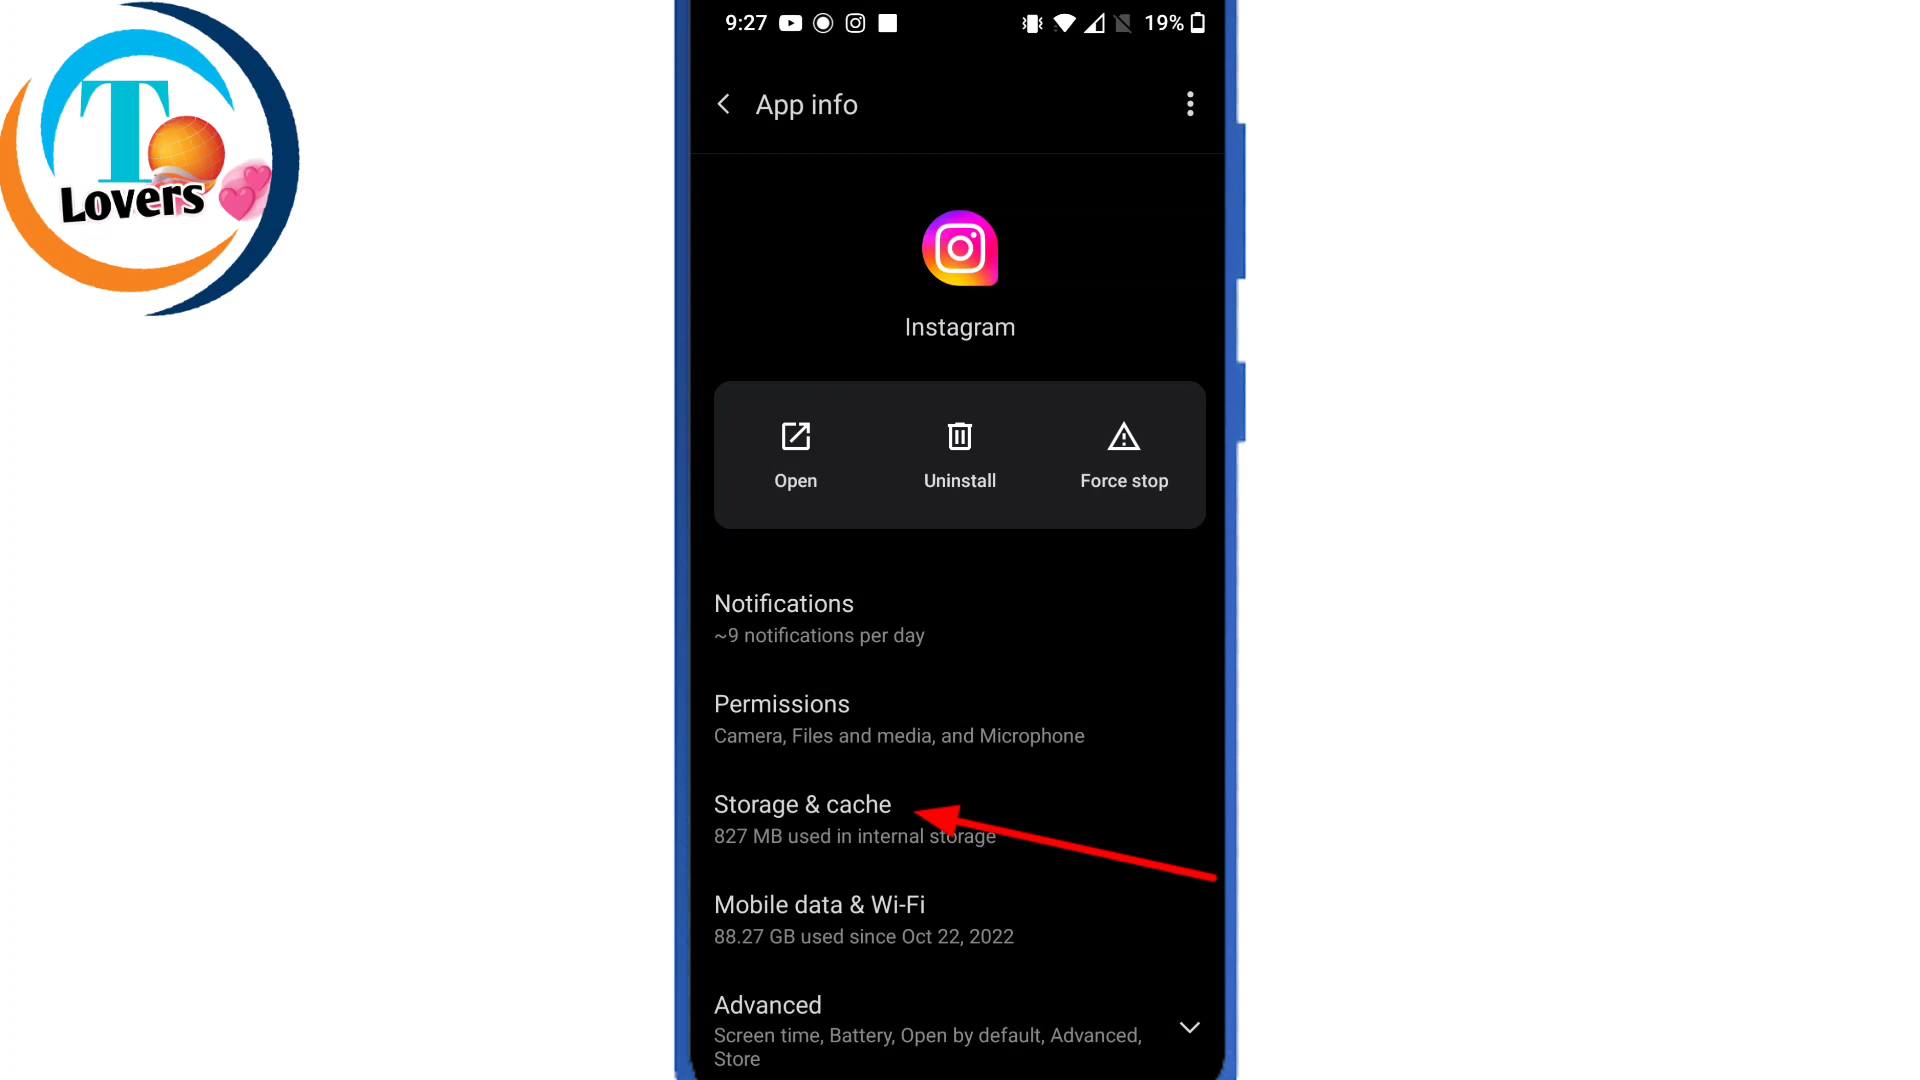 T
Lovers
9:27
19%
App info
Instagram
Open
Uninstall
Force stop
Notifications
~9 notifications per day
Permissions
Camera, Files and media, and Microphone
Storage & cache
827 MB used in internal storage
Mobile data & Wi-Fi
88.27 GB used since Oct 22, 2022
Advanced
Screen time, Battery, Open by default, Advanced,
Store